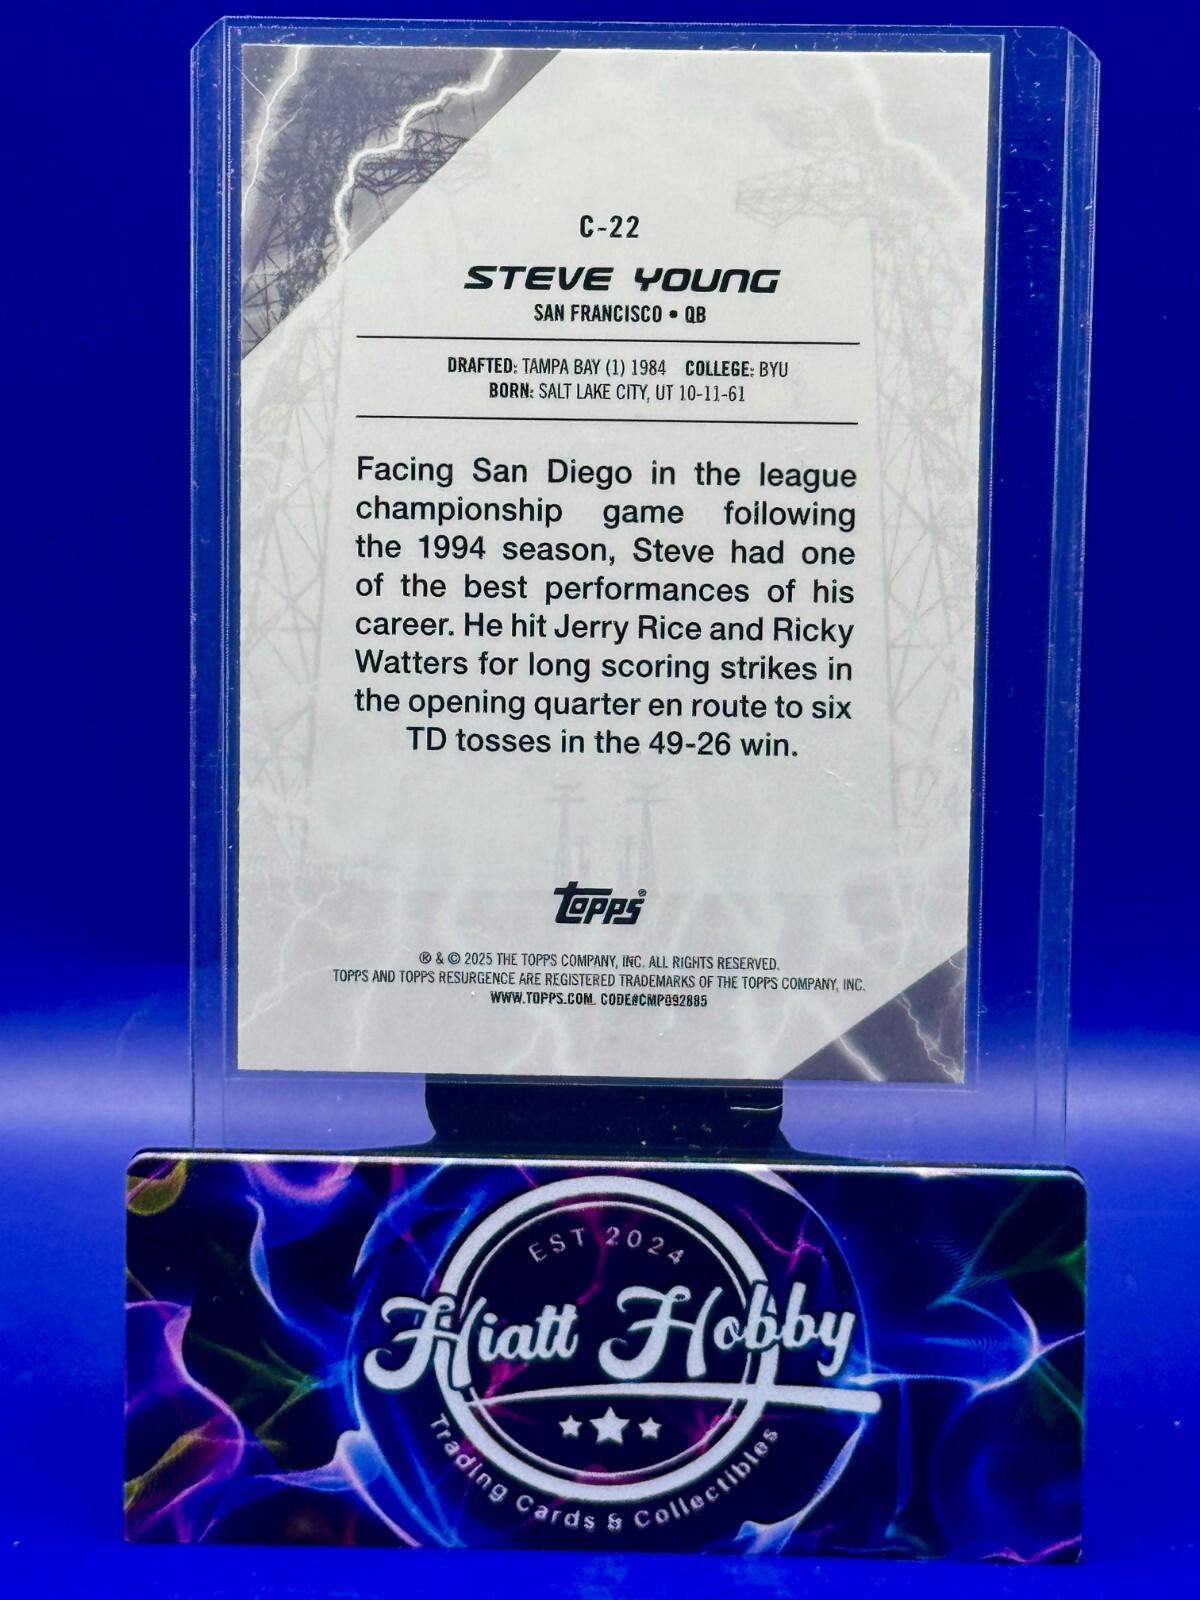 C-22
STEVE YOUNG
SAN FRANCISCO • QB
DRAFTED: TAMPA BAY (1) 1984 COLLEGE: BYU
BORN: SALT LAKE CITY, UT 10-11-61
Facing San Diego in the league
championship game following
the 1994 season, Steve had one
of the best performances of his
career. He hit Jerry Rice and Ricky
Watters for long scoring strikes in
the opening quarter en route to six
TD tosses in the 49-26 win.
topps®
® & © 2025 THE TOPPS COMPANY, INC. ALL RIGHTS RESERVED.
TOPPS AND TOPPS RESURGENCE ARE REGISTERED TRADEMARKS OF THE TOPPS COMPANY, INC.
WWW.TOPPS.COM CODE#CMP092885
EST 2024
Hiatt Hobby
Trading Cards & Collectibles